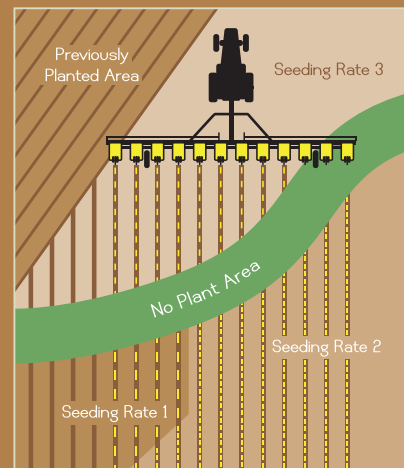 Previously
Planted Area
Seeding Rate 3
No Plant Area
Seeding Rate 2
Seeding Rate 1